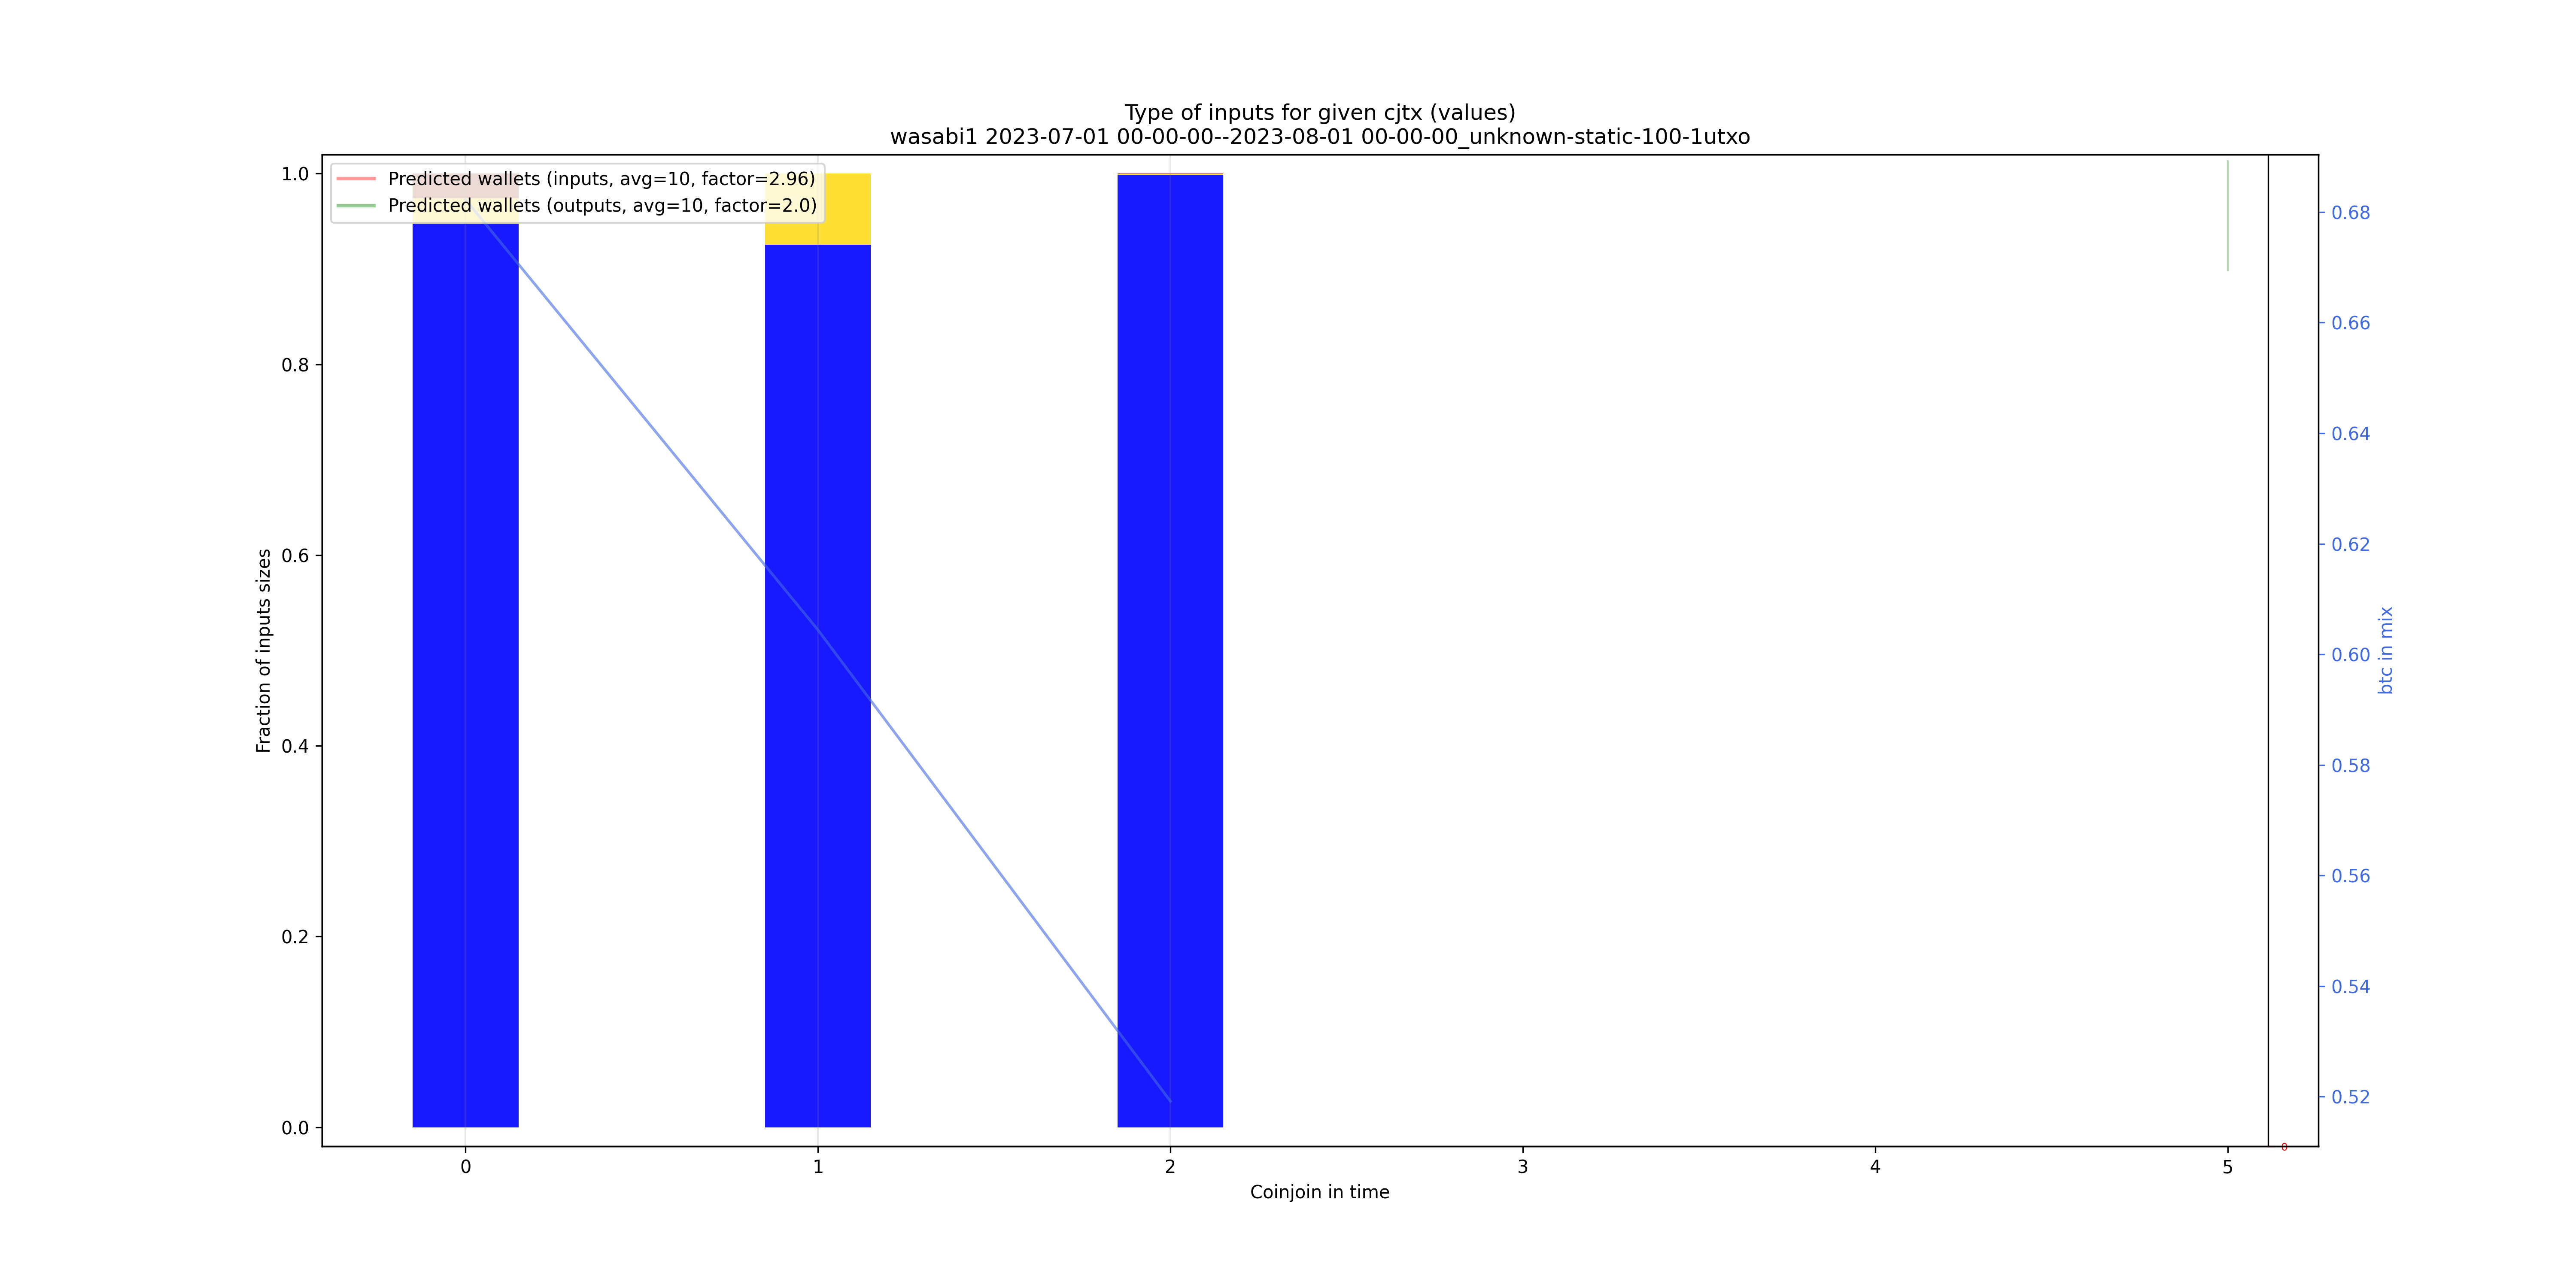 Type of inputs for given cjtx (values)
wasabi1 2023-07-01 00-00-00--2023-08-01 00-00-00_unknown-static-100-1utxo
Predicted wallets (inputs, avg=10, factor=2.96)
Predicted wallets (outputs, avg=10, factor=2.0)
Fraction of inputs sizes
1.0
0.8
0.6
0.4
0.2
0.0
0 1 2 3 4 5
Coinjoin in time
0.68
0.66
0.64
0.62
0.60
0.58
0.56
0.54
0.52
btc in mix
0